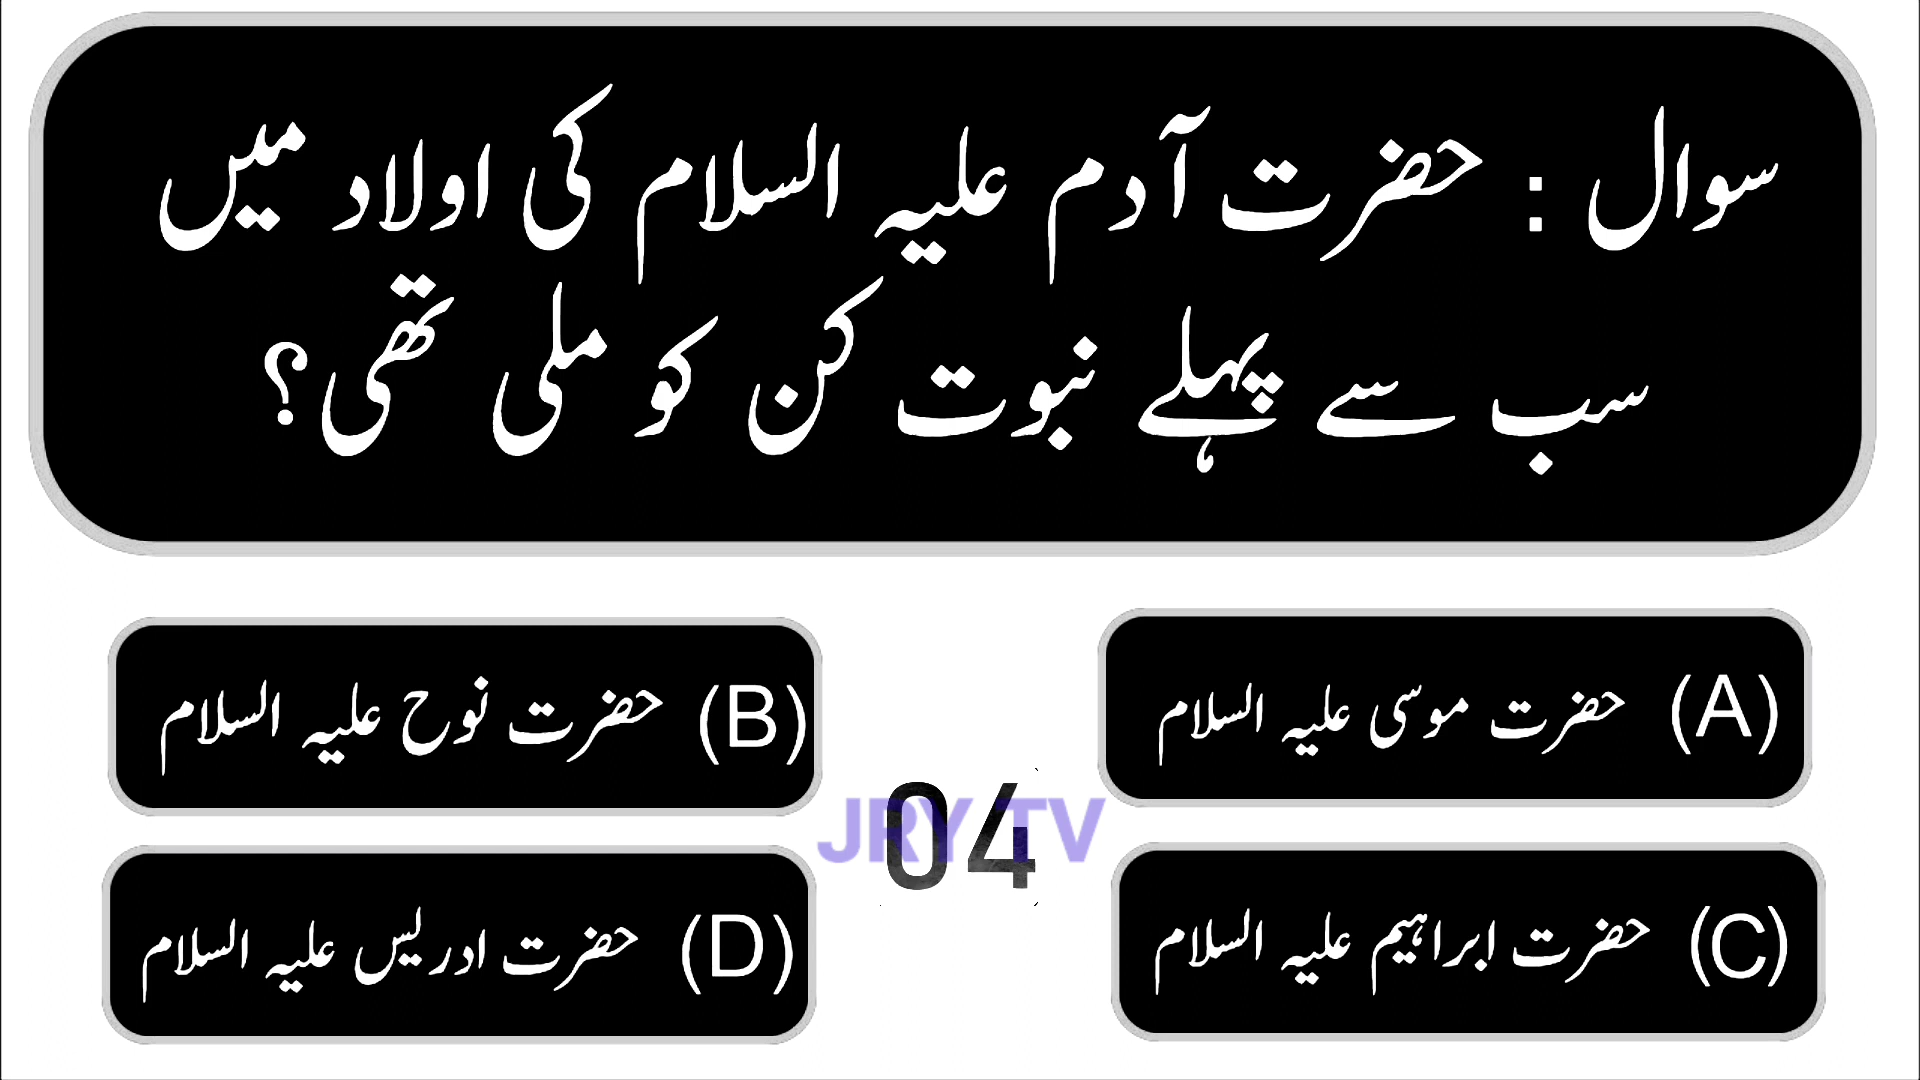 سوال : حضرت آدم علیہ السلام کی اولاد میں
سب سے پہلے نبوت کن کو ملی تھی؟
(A) حضرت موسی علیہ السلام
(B) حضرت نوح علیہ السلام
04
JRY TV
(C) حضرت ابراہیم علیہ السلام
(D) حضرت ادریس علیہ السلام